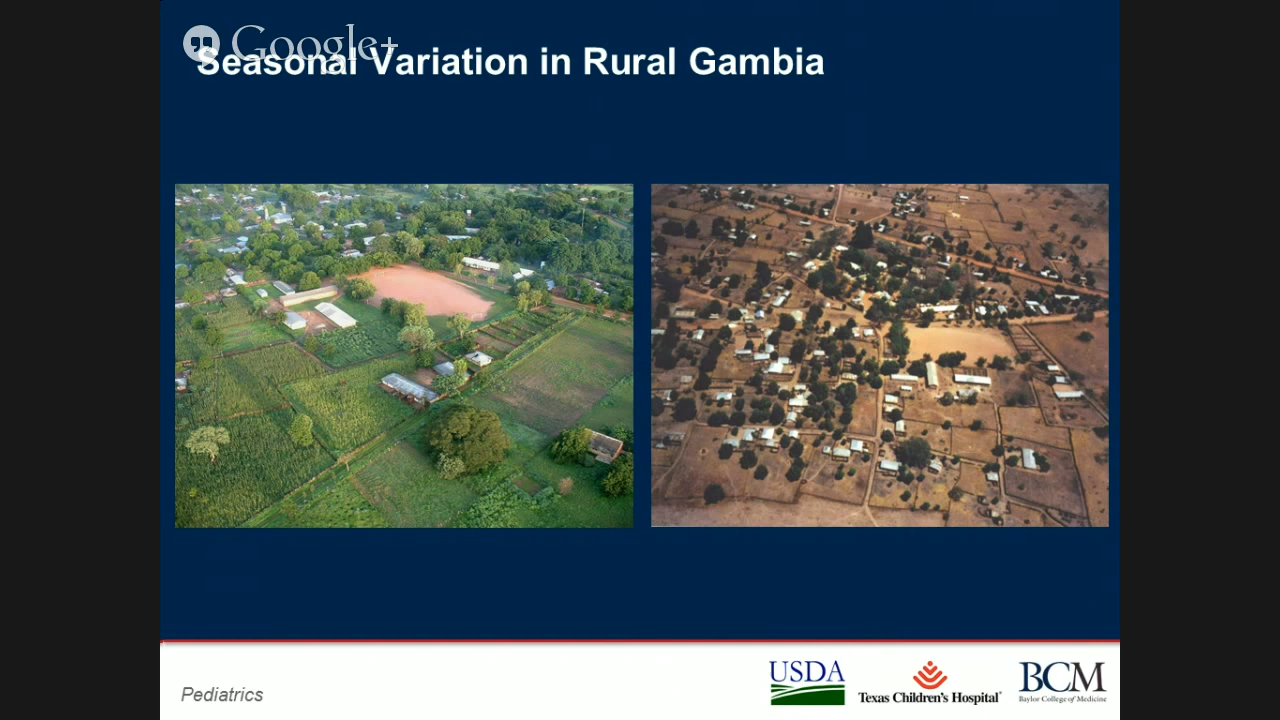 Google+
Seasonal Variation in Rural Gambia
Pediatrics
USDA
Texas Children's Hospital
BCM
Baylor College of Medicine